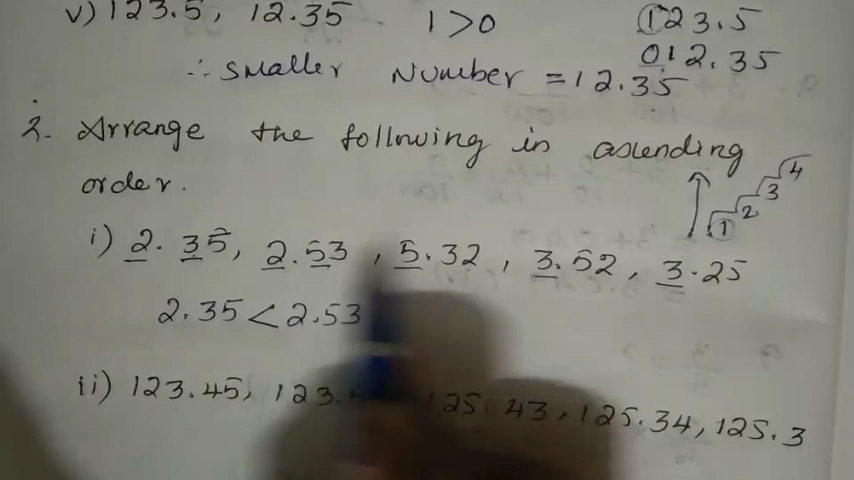 v) 123.5, 12.35 1 > 0 123.5
012.35
∴ smaller Number = 12.35
2. Arrange the following in ascending
order.
1 2 3 4
i) 2.35, 2.53, 5.32, 3.52, 3.25
2.35 < 2.53
ii) 123.45, 123. 125.43, 125.34, 125.3